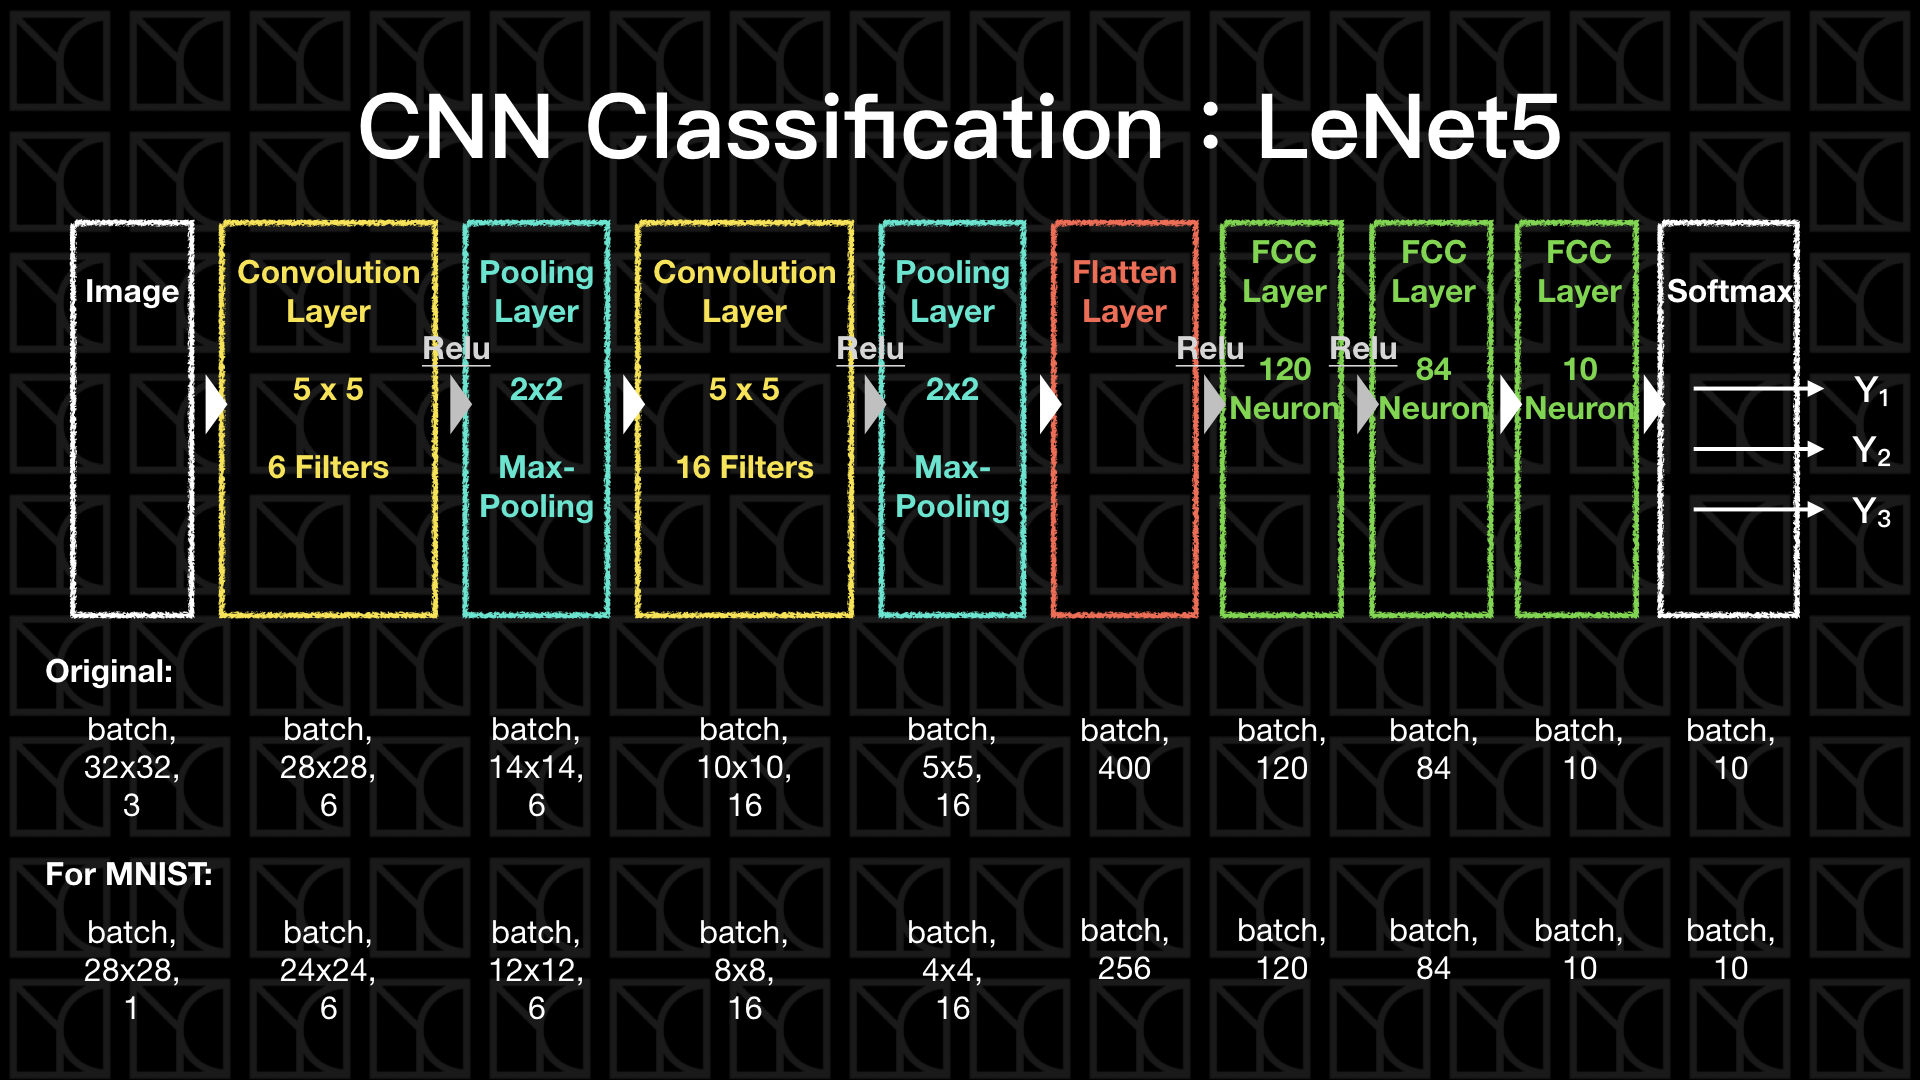 CNN Classification：LeNet5
Image
Convolution
Layer
5 x 5
6 Filters
Relu
Pooling
Layer
2x2
Max-
Pooling
Convolution
Layer
5 x 5
16 Filters
Relu
Pooling
Layer
2x2
Max-
Pooling
Flatten
Layer
Relu
FCC
Layer
120
Neuron
Relu
FCC
Layer
84
Neuron
FCC
Layer
10
Neuron
Softmax
Y1
Y2
Y3
Original:
batch,
32x32,
3
batch,
28x28,
6
batch,
14x14,
6
batch,
10x10,
16
batch,
5x5,
16
batch,
400
batch,
120
batch,
84
batch,
10
batch,
10
For MNIST:
batch,
28x28,
1
batch,
24x24,
6
batch,
12x12,
6
batch,
8x8,
16
batch,
4x4,
16
batch,
256
batch,
120
batch,
84
batch,
10
batch,
10